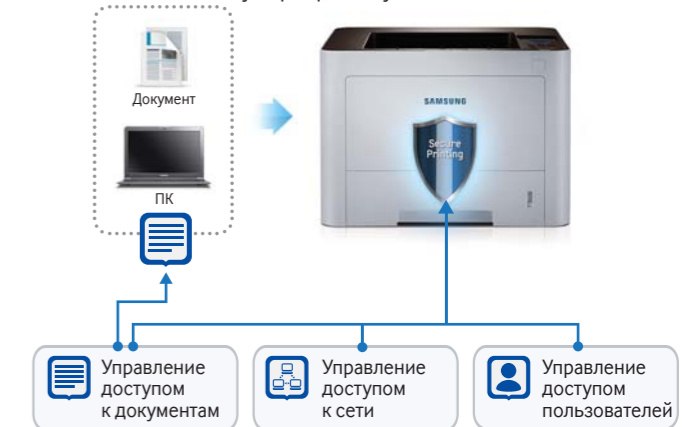 Документ
ПК
SAMSUNG
Secure
Printing
Управление
доступом
к документам
Управление
доступом
к сети
Управление
доступом
пользователей